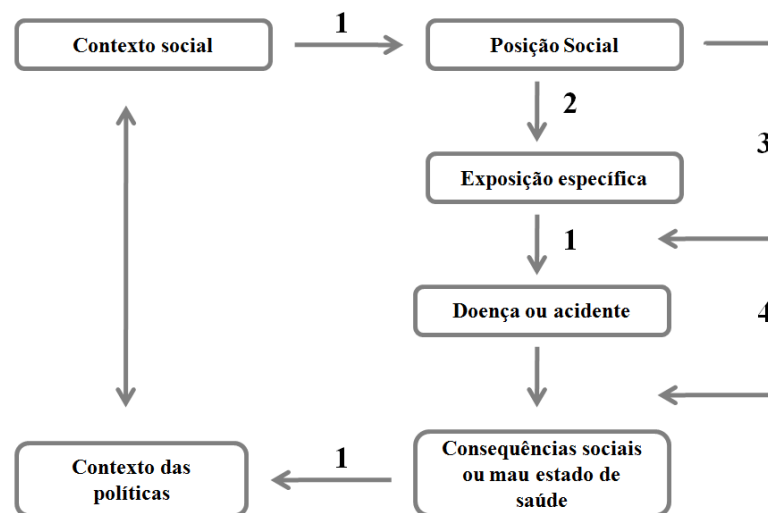 Contexto social
1
Posição Social
2
3
Exposição específica
1
Doença ou acidente
4
Consequências sociais
ou mau estado de
saúde
1
Contexto das
políticas